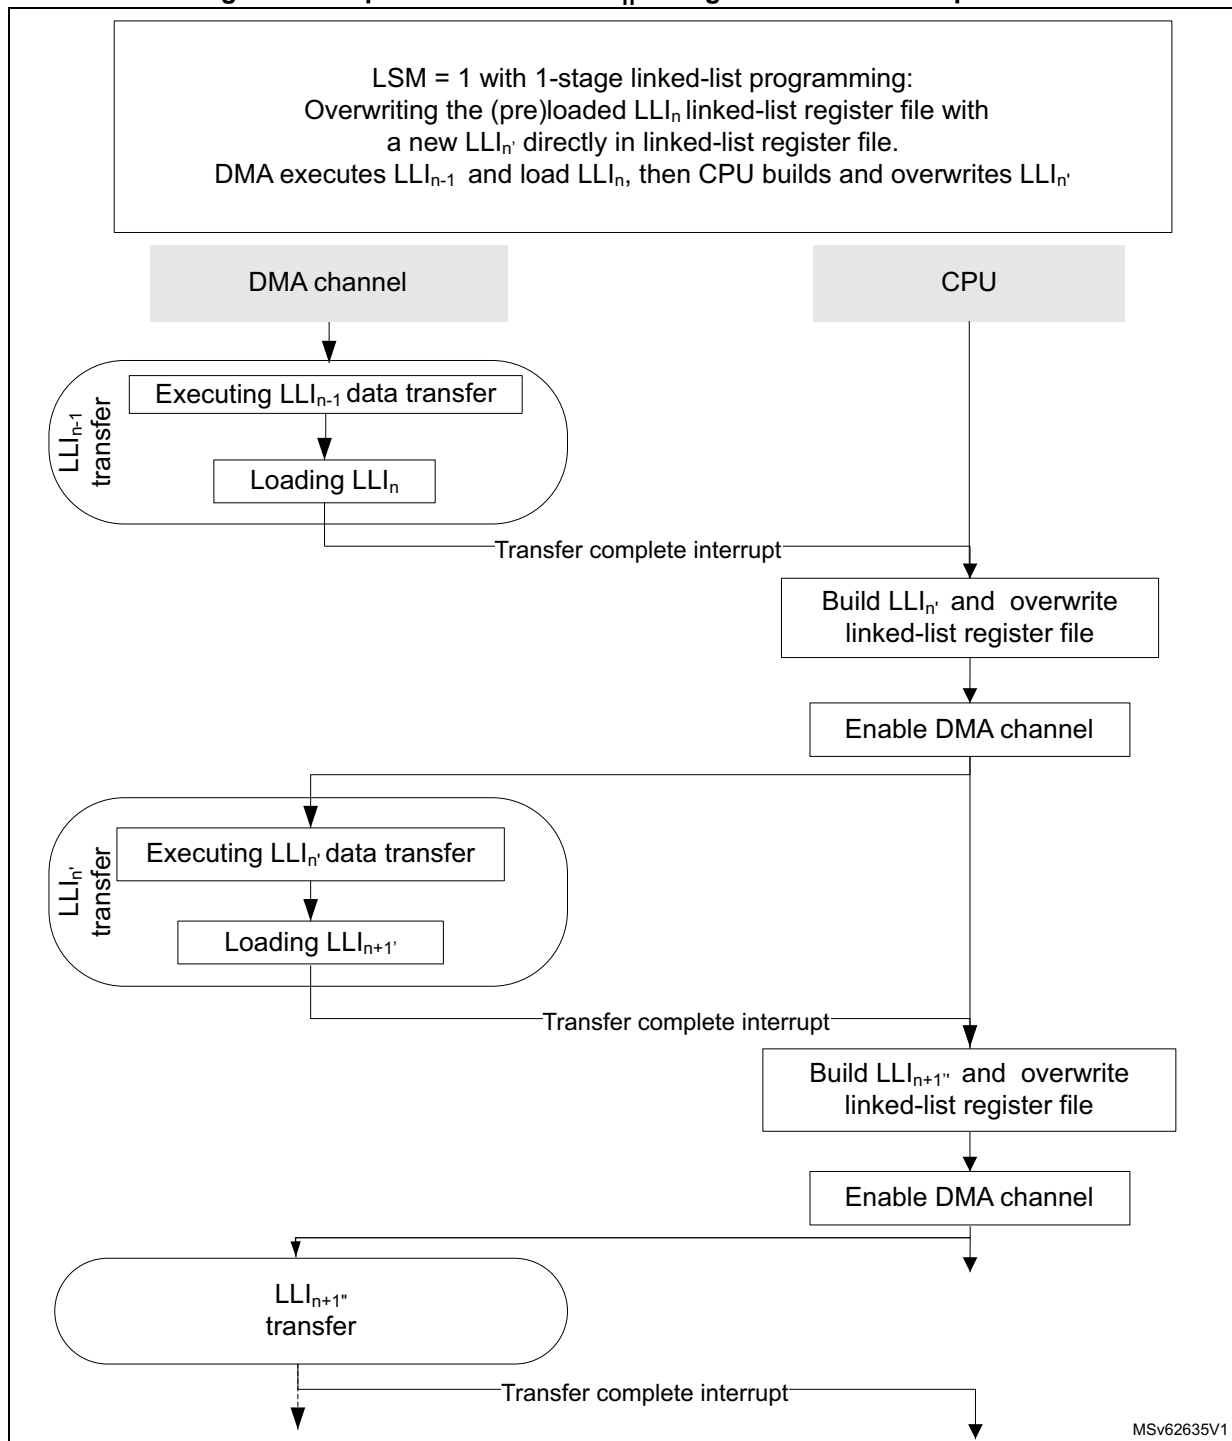 LSM = 1 with 1-stage linked-list programming:
Overwriting the (pre)loaded LLIn linked-list register file with
a new LLIn' directly in linked-list register file.
DMA executes LLIn-1 and load LLIn, then CPU builds and overwrites LLIn'
DMA channel
CPU
LLIn-1
transfer
Executing LLIn-1 data transfer
Loading LLIn
Transfer complete interrupt
Build LLIn' and overwrite
linked-list register file
Enable DMA channel
LLIn'
transfer
Executing LLIn' data transfer
Loading LLIn+1'
Transfer complete interrupt
Build LLIn+1'' and overwrite
linked-list register file
Enable DMA channel
LLIn+1"
transfer
Transfer complete interrupt
MSv62635V1